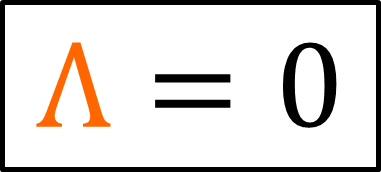 Λ = 0